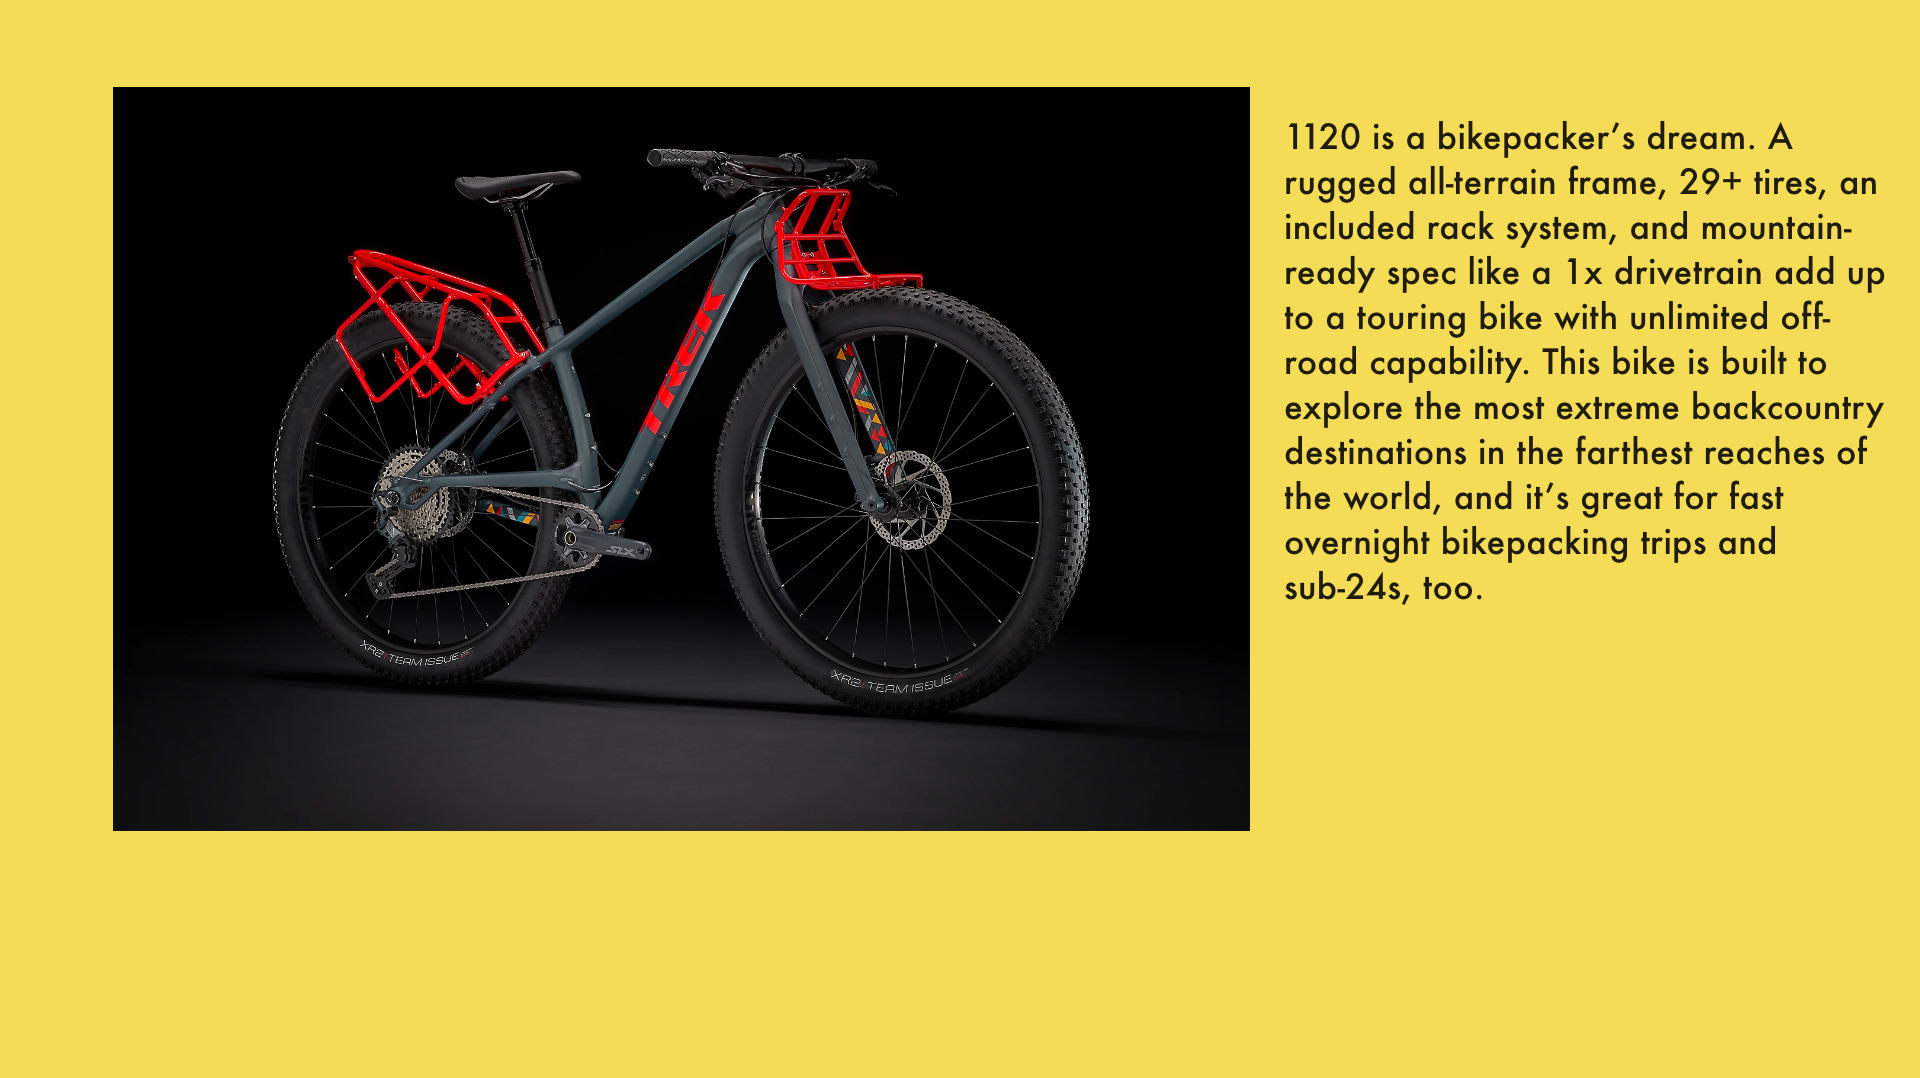 TREK
SLX
XR2 TEAM ISSUE
XR2 TEAM ISSUE
1120 is a bikepacker’s dream. A
rugged all-terrain frame, 29+ tires, an
included rack system, and mountain-
ready spec like a 1x drivetrain add up
to a touring bike with unlimited off-
road capability. This bike is built to
explore the most extreme backcountry
destinations in the farthest reaches of
the world, and it’s great for fast
overnight bikepacking trips and
sub-24s, too.